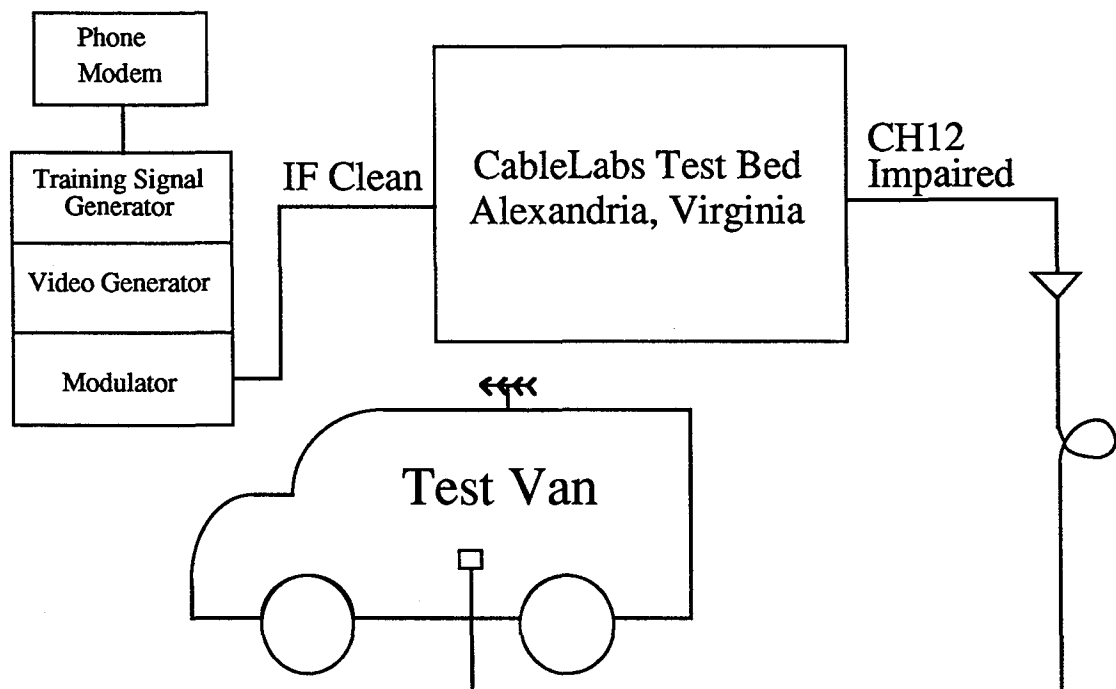 Phone
Modem
Training Signal
Generator
Video Generator
Modulator
IF Clean
CableLabs Test Bed
Alexandria, Virginia
CH12
Impaired
Test Van